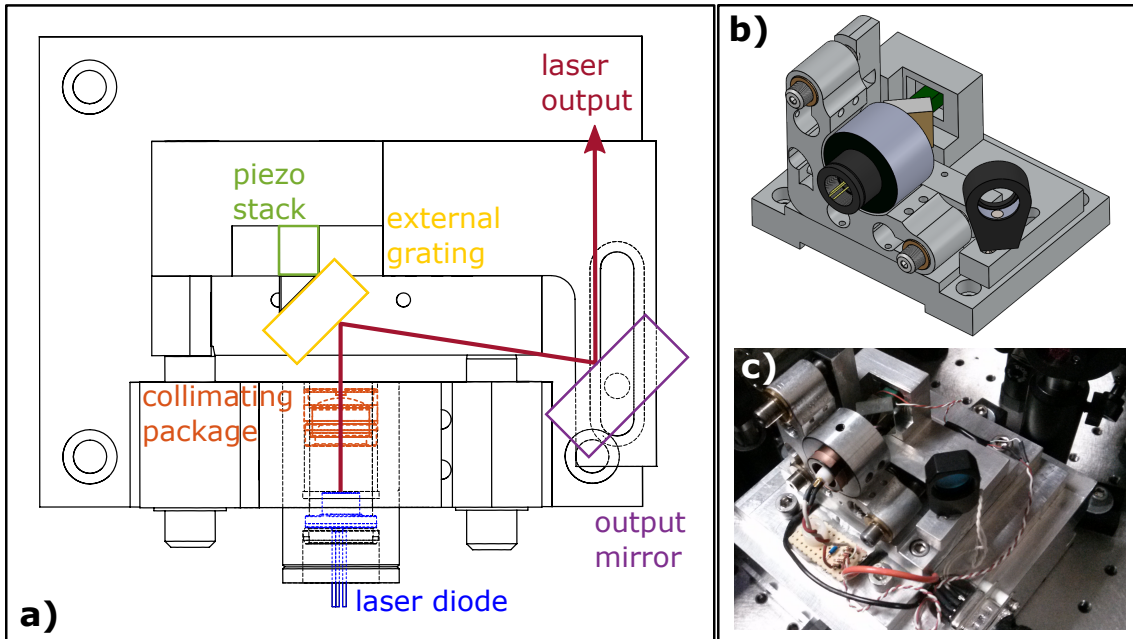 a)
laser
output
piezo
stack
external
grating
collimating
package
output
mirror
laser diode
b)
c)